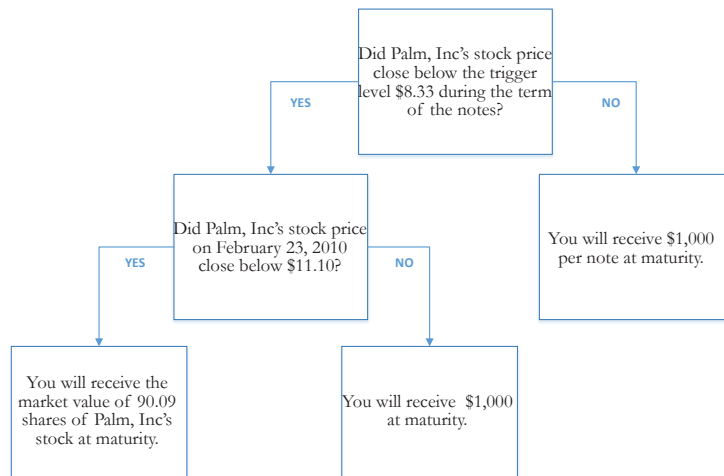 Did Palm, Inc's stock price
close below the trigger
level $8.33 during the term
of the notes?
YES
NO
Did Palm, Inc's stock price
on February 23, 2010
close below $11.10?
You will receive $1,000
per note at maturity.
YES
NO
You will receive the
market value of 90.09
shares of Palm, Inc's
stock at maturity.
You will receive  $1,000
at maturity.